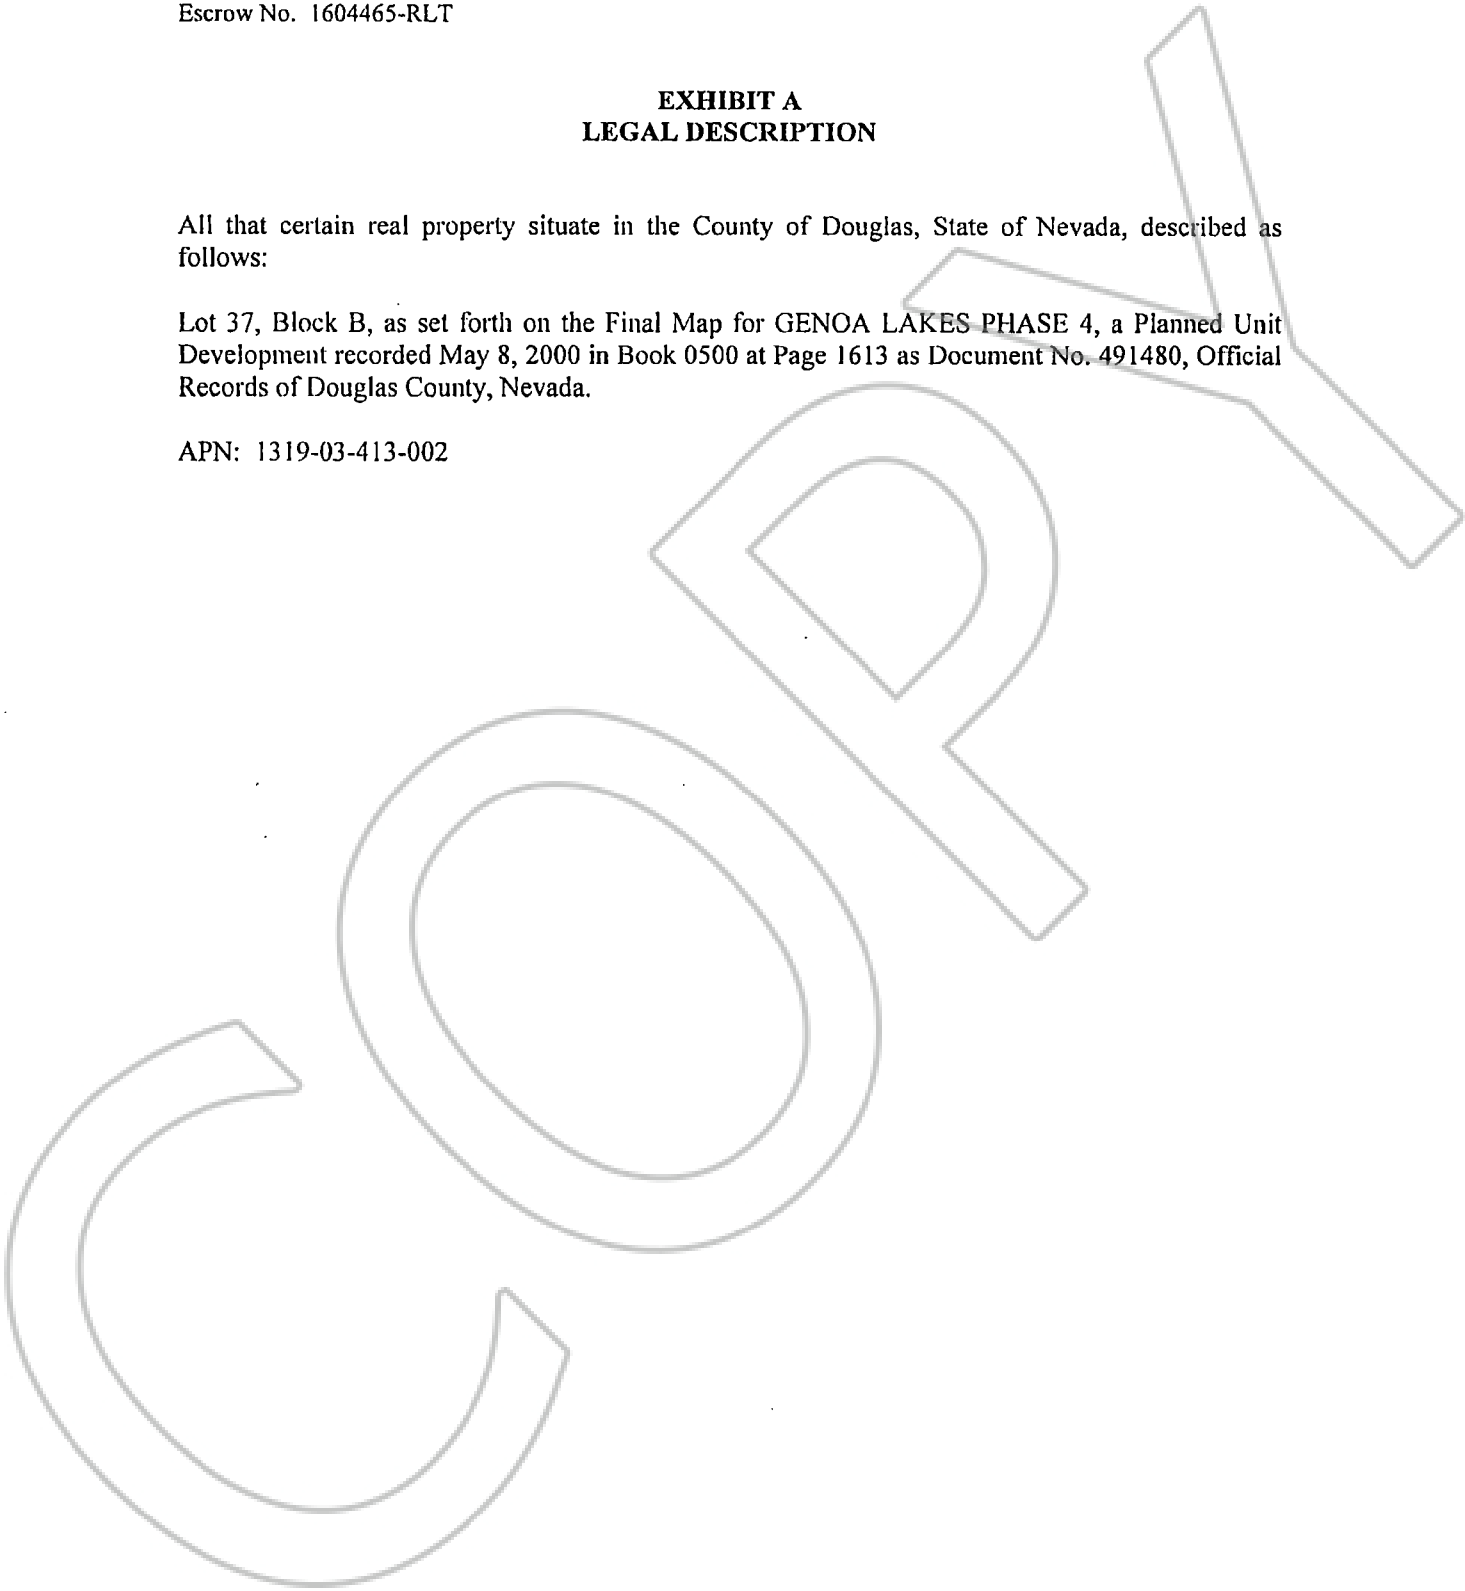 Escrow No. 1604465-RLT
EXHIBIT A
LEGAL DESCRIPTION
All that certain real property situate in the County of Douglas, State of Nevada, described as
follows:
Lot 37, Block B, as set forth on the Final Map for GENOA LAKES PHASE 4, a Planned Unit
Development recorded May 8, 2000 in Book 0500 at Page 1613 as Document No. 491480, Official
Records of Douglas County, Nevada.
APN: 1319-03-413-002
COPY